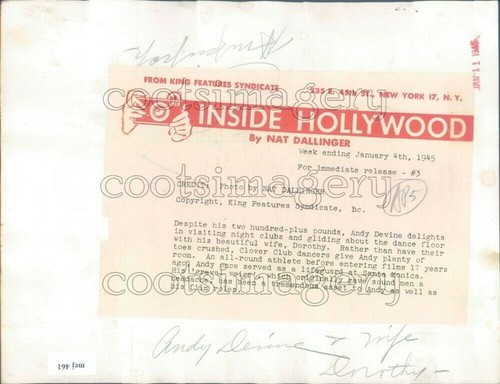 JAN 11 1945
FROM KING FEATURES SYNDICATE 235 E. 45th ST., NEW YORK 17, N. Y.
INSIDE HOLLYWOOD
By NAT DALLINGER
Week ending January 4th, 1945
For immediate release - #3
CREDIT: Photo by NAT DALLINGER
Copyright, King Features Syndicate, Inc.
Despite his two hundred-plus pounds, Andy Devine delights
in visiting night clubs and gliding about the dance floor
with his beautiful wife, Dorothy. Rather than have their
toes crushed, Clover Club dancers give Andy plenty of
room. An all-round athlete before entering films 17 years
ago, Andy once served as a lifeguard at Santa Monica.
His 'gravel voice', which originally gave sound men a
headache, has been a tremendous asset to Andy as well as
his film roles.
Andy Devine & Wife
Dorothy -
mej 461
cootsimagery
cootsimagery
cootsimagery
cootsimagery